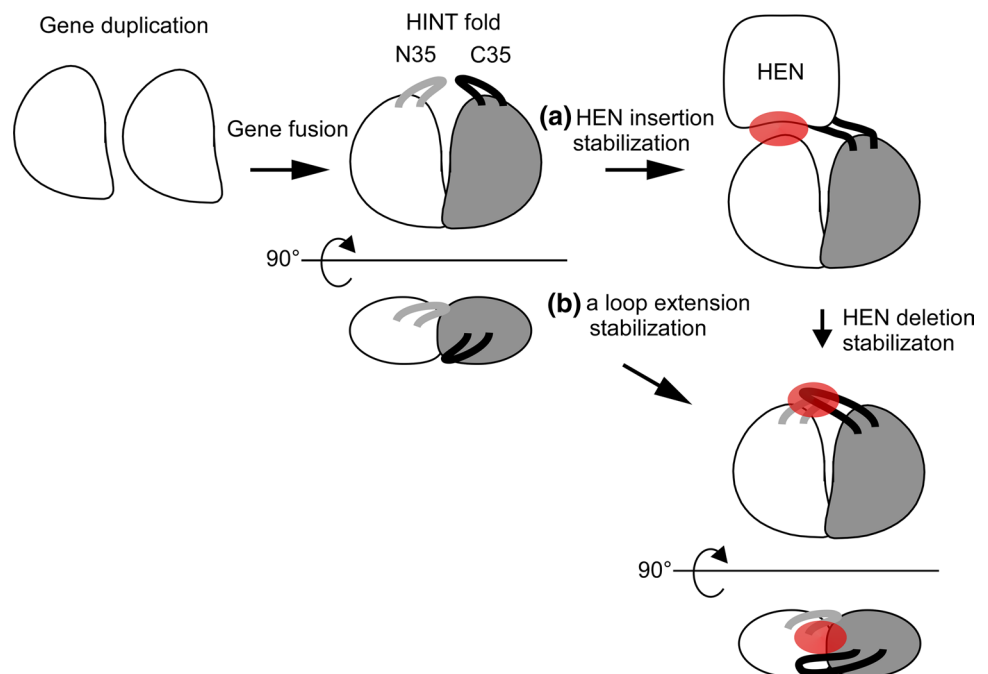 Gene duplication
HINT fold
N35 C35
Gene fusion
(a) HEN insertion
stabilization
HEN
90°
(b) a loop extension
stabilization
HEN deletion
stabilizaton
90°